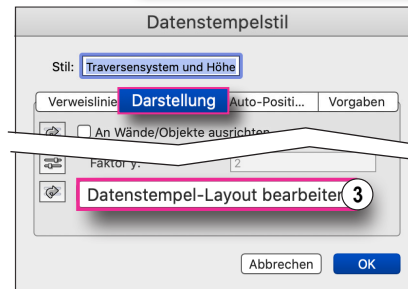 Datenstempelstil
Stil: Traversensystem und Höhe
Verweislinie Darstellung Auto-Positi... Vorgaben
An Wände/Objekte ausrichten
Faktor y: 2
Datenstempel-Layout bearbeiten 3
Abbrechen OK